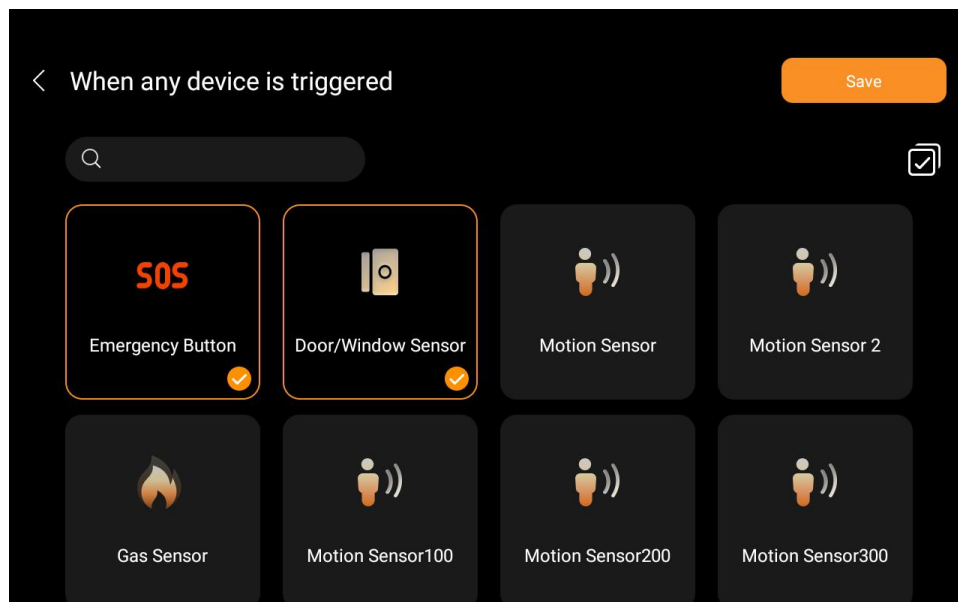 When any device is triggered
Save
SOS
Emergency Button
Door/Window Sensor
Motion Sensor
Motion Sensor 2
Gas Sensor
Motion Sensor100
Motion Sensor200
Motion Sensor300